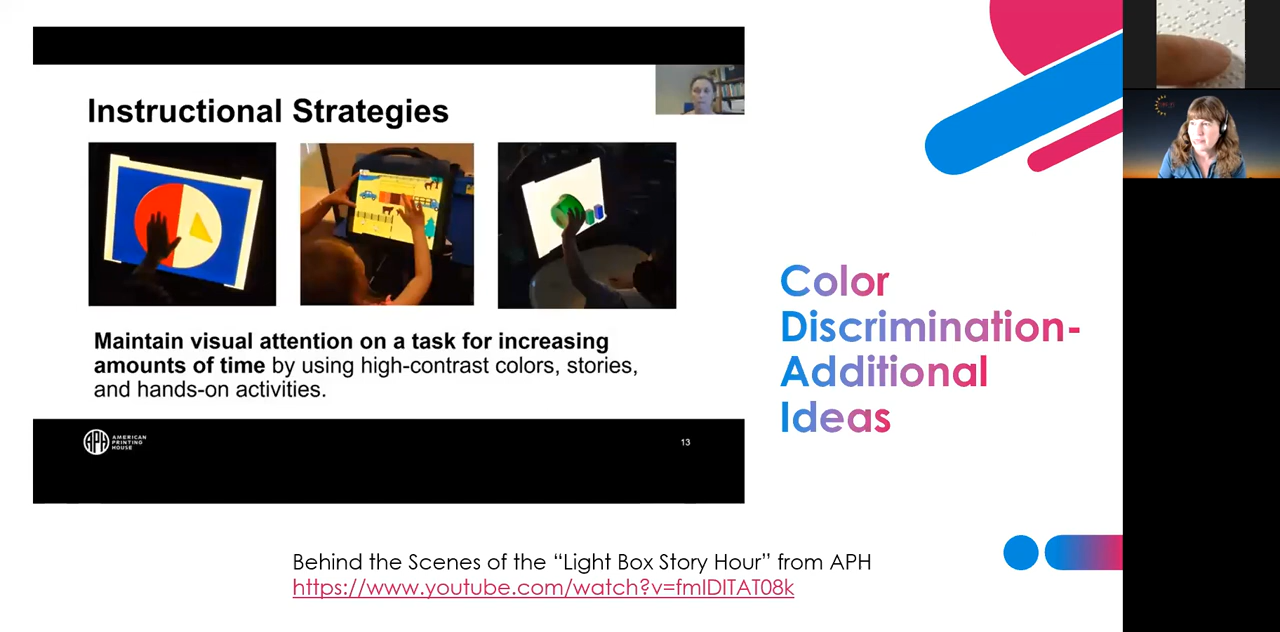 Instructional Strategies
Maintain visual attention on a task for increasing
amounts of time by using high-contrast colors, stories,
and hands-on activities.
APH
AMERICAN
PRINTING
HOUSE
13
Color
Discrimination-
Additional
Ideas
Behind the Scenes of the “Light Box Story Hour” from APH
https://www.youtube.com/watch?v=fmIDITAT08k